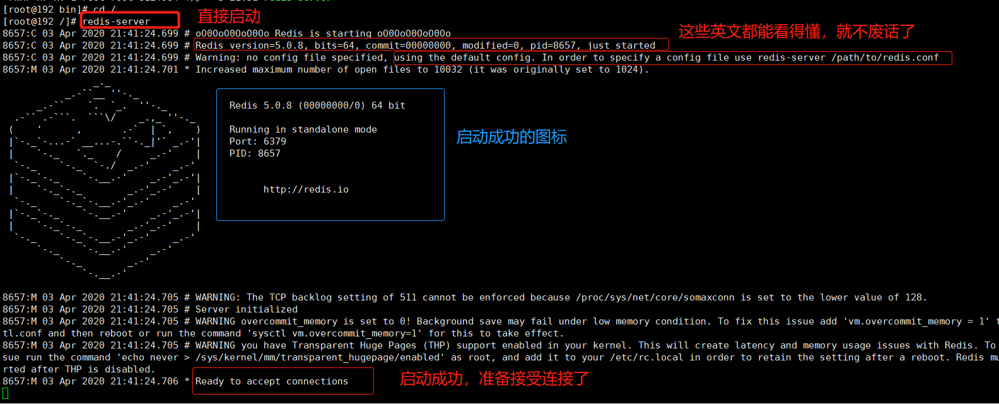 [root@192 bin]# cd /
[root@192 /]# redis-server
直接启动
8657:C 03 Apr 2020 21:41:24.699 # oO0OoO0OoO0Oo Redis is starting oO0OoO0OoO0Oo
这些英文都能看得懂，就不废话了
8657:C 03 Apr 2020 21:41:24.699 # Redis version=5.0.8, bits=64, commit=00000000, modified=0, pid=8657, just started
8657:C 03 Apr 2020 21:41:24.699 # Warning: no config file specified, using the default config. In order to specify a config file use redis-server /path/to/redis.conf
8657:M 03 Apr 2020 21:41:24.701 * Increased maximum number of open files to 10032 (it was originally set to 1024).
Redis 5.0.8 (00000000/0) 64 bit
Running in standalone mode
Port: 6379
PID: 8657
启动成功的图标
http://redis.io
8657:M 03 Apr 2020 21:41:24.705 # WARNING: The TCP backlog setting of 511 cannot be enforced because /proc/sys/net/core/somaxconn is set to the lower value of 128.
8657:M 03 Apr 2020 21:41:24.705 # Server initialized
8657:M 03 Apr 2020 21:41:24.705 # WARNING overcommit_memory is set to 0! Background save may fail under low memory condition. To fix this issue add 'vm.overcommit_memory = 1' t
tl.conf and then reboot or run the command 'sysctl vm.overcommit_memory=1' for this to take effect.
8657:M 03 Apr 2020 21:41:24.705 # WARNING you have Transparent Huge Pages (THP) support enabled in your kernel. This will create latency and memory usage issues with Redis. To
sue run the command 'echo never > /sys/kernel/mm/transparent_hugepage/enabled' as root, and add it to your /etc/rc.local in order to retain the setting after a reboot. Redis mu
rted after THP is disabled.
8657:M 03 Apr 2020 21:41:24.706 * Ready to accept connections
启动成功，准备接受连接了